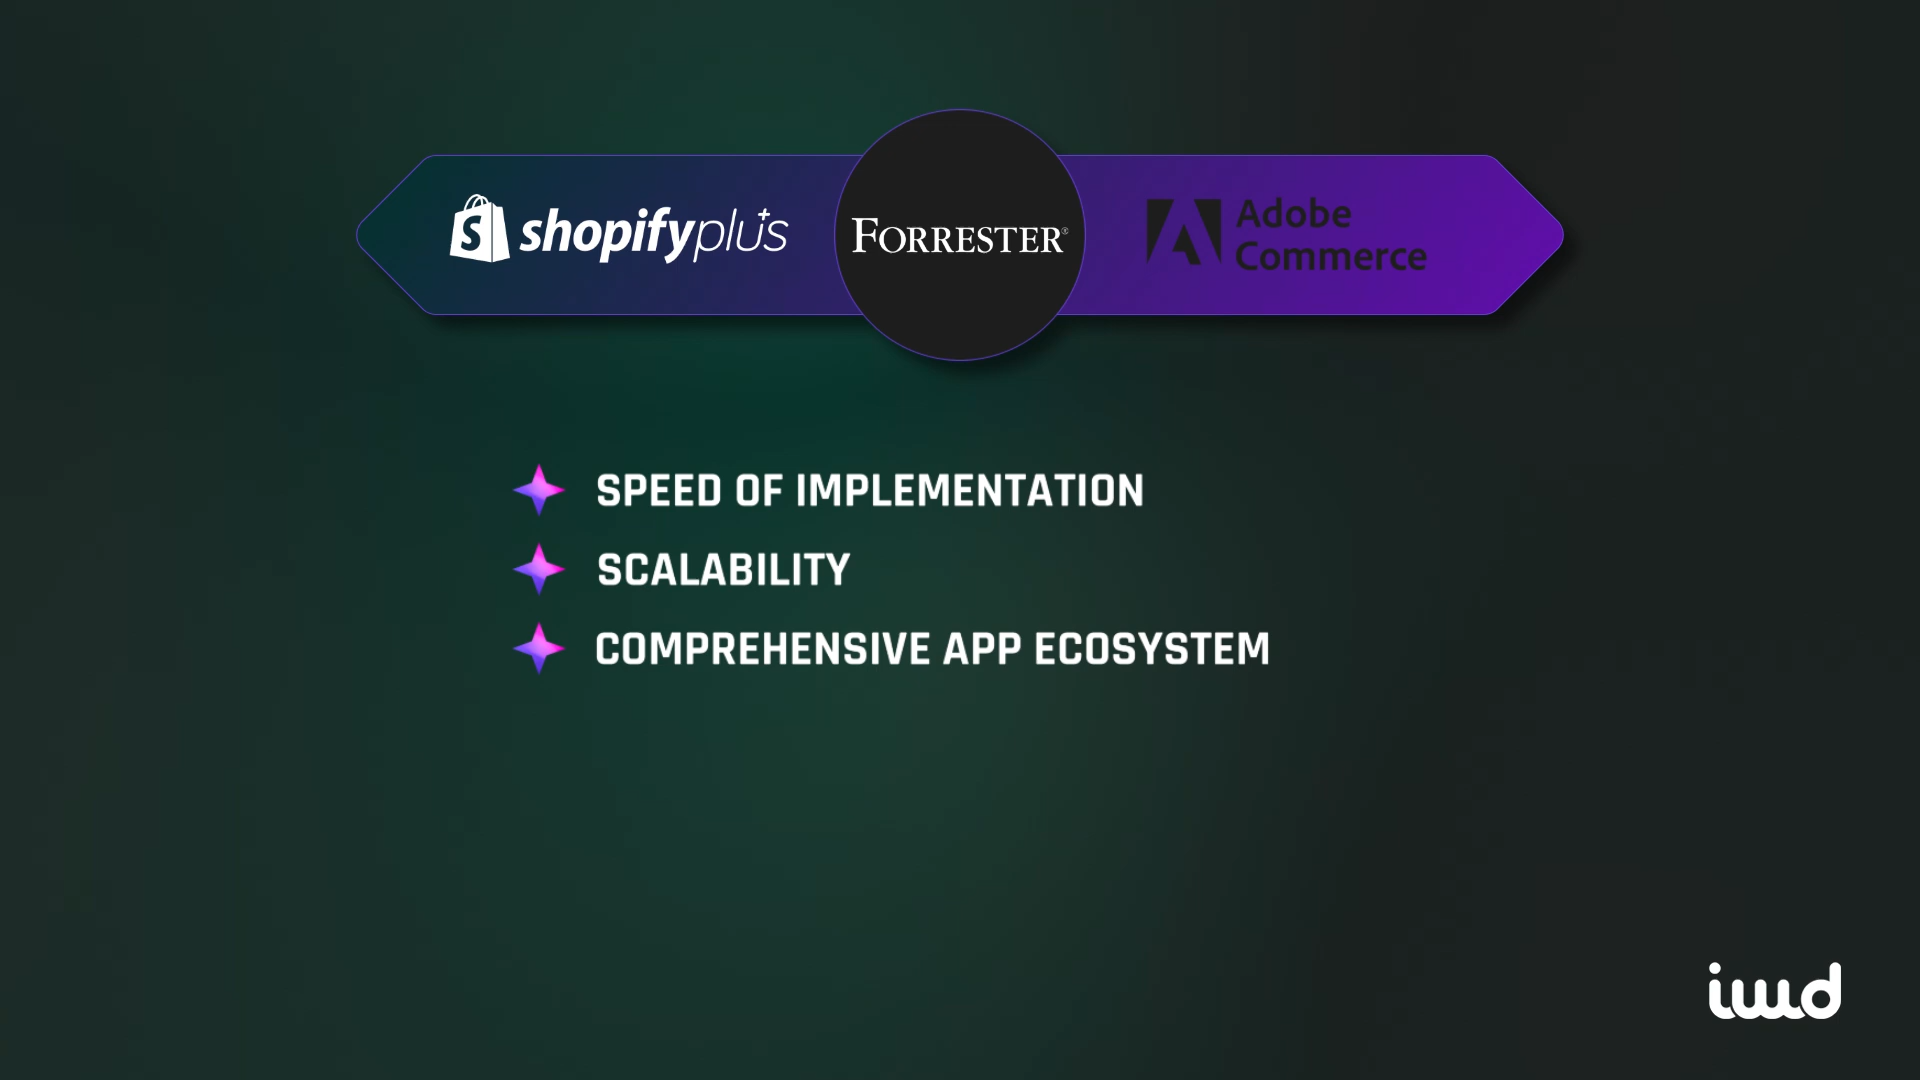 shopifyplus
FORRESTER®
Adobe
Commerce
SPEED OF IMPLEMENTATION
SCALABILITY
COMPREHENSIVE APP ECOSYSTEM
iwd